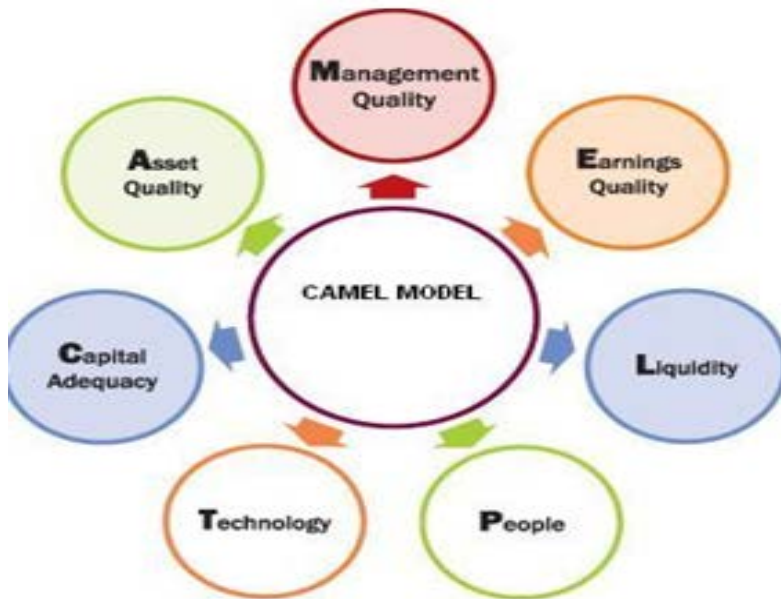 Management
Quality
Asset
Quality
Earnings
Quality
CAMEL MODEL
Capital
Adequacy
Liquidity
Technology
People